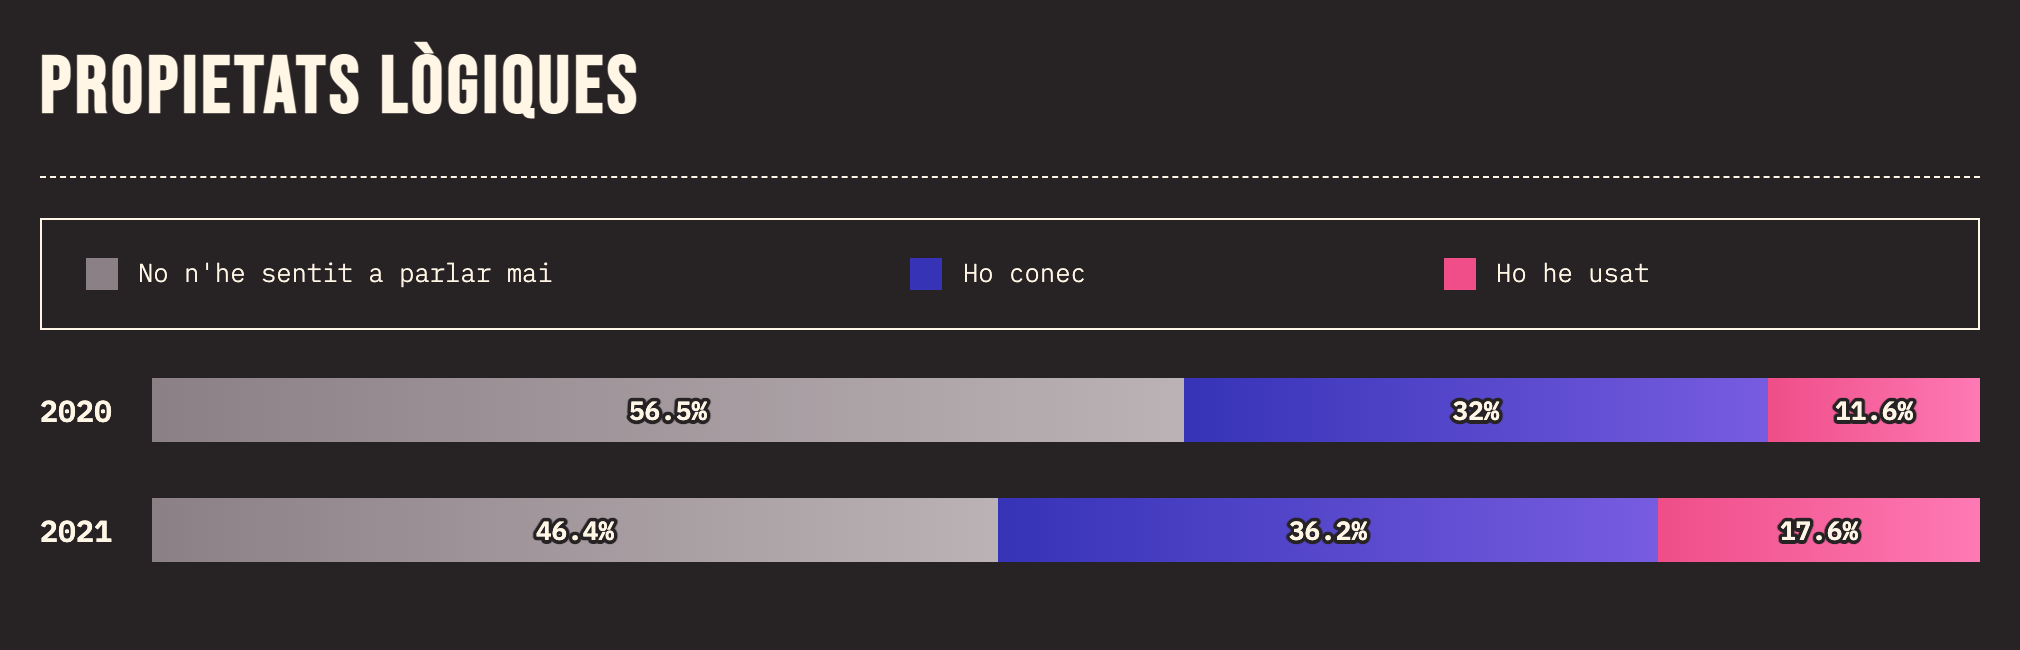 PROPIETATS LÒGIQUES
No n'he sentit a parlar mai
Ho conec
Ho he usat
2020
56.5%
32%
11.6%
2021
46.4%
36.2%
17.6%